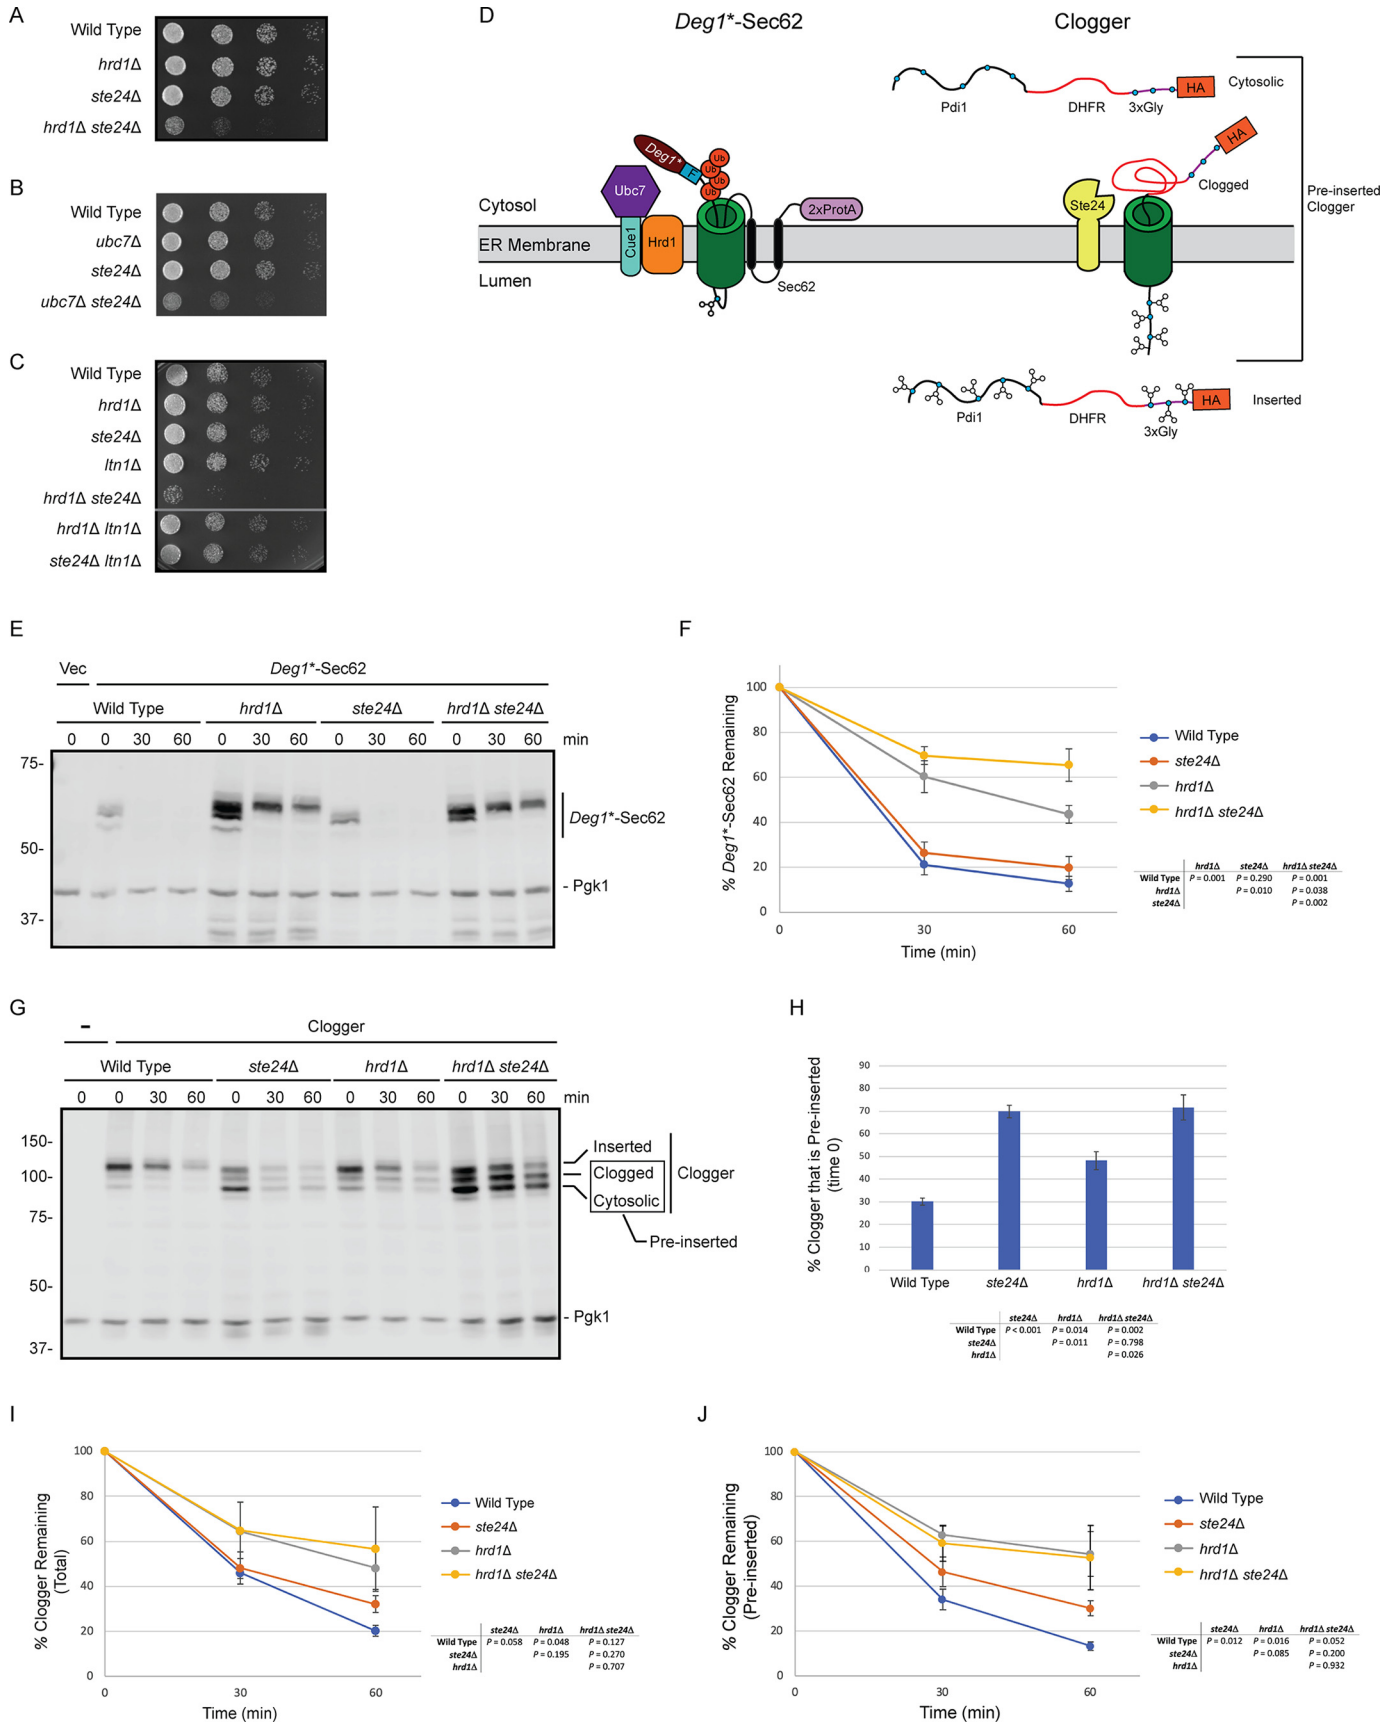 A
Wild Type
hrd1Δ
ste24Δ
hrd1Δ ste24Δ
B
Wild Type
ubc7Δ
ste24Δ
ubc7Δ ste24Δ
C
Wild Type
hrd1Δ
ste24Δ
ltn1Δ
hrd1Δ ste24Δ
hrd1Δ ltn1Δ
ste24Δ ltn1Δ
D
Deg1*-Sec62
Clogger
Cytosolic
Pdi1
DHFR
3xGly
HA
Deg1*
F
Ub
Ub
Ub
Ub
Ubc7
Cue1
Hrd1
2xProtA
Sec62
Cytosol
ER Membrane
Lumen
HA
Clogged
Ste24
Pre-inserted
Clogger
Pdi1
DHFR
3xGly
HA
Inserted
E
Vec
Deg1*-Sec62
Wild Type hrd1Δ ste24Δ hrd1Δ ste24Δ
0 0 30 60 0 30 60 0 30 60 0 30 60 min
75-
50-
37-
Deg1*-Sec62
- Pgk1
F
% Deg1*-Sec62 Remaining
100
80
60
40
20
0
0 30 60
Time (min)
Wild Type
ste24Δ
hrd1Δ
hrd1Δ ste24Δ
hrd1Δ ste24Δ hrd1Δ ste24Δ
Wild Type P = 0.001 P = 0.290 P = 0.001
hrd1Δ P = 0.010 P = 0.038
ste24Δ P = 0.002
G
-
Clogger
Wild Type ste24Δ hrd1Δ hrd1Δ ste24Δ
0 0 30 60 0 30 60 0 30 60 0 30 60 min
150-
100-
75-
50-
37-
Inserted
Clogged
Cytosolic
Clogger
Pre-inserted
- Pgk1
H
% Clogger that is Pre-inserted
(time 0)
90
80
70
60
50
40
30
20
10
0
Wild Type ste24Δ hrd1Δ hrd1Δ ste24Δ
ste24Δ hrd1Δ hrd1Δ ste24Δ
Wild Type P < 0.001 P = 0.014 P = 0.002
ste24Δ P = 0.011 P = 0.798
hrd1Δ P = 0.026
I
% Clogger Remaining
(Total)
100
80
60
40
20
0
0 30 60
Time (min)
Wild Type
ste24Δ
hrd1Δ
hrd1Δ ste24Δ
ste24Δ hrd1Δ hrd1Δ ste24Δ
Wild Type P = 0.058 P = 0.048 P = 0.127
ste24Δ P = 0.195 P = 0.270
hrd1Δ P = 0.707
J
% Clogger Remaining
(Pre-inserted)
100
80
60
40
20
0
0 30 60
Time (min)
Wild Type
ste24Δ
hrd1Δ
hrd1Δ ste24Δ
ste24Δ hrd1Δ hrd1Δ ste24Δ
Wild Type P = 0.012 P = 0.016 P = 0.052
ste24Δ P = 0.085 P = 0.200
hrd1Δ P = 0.932